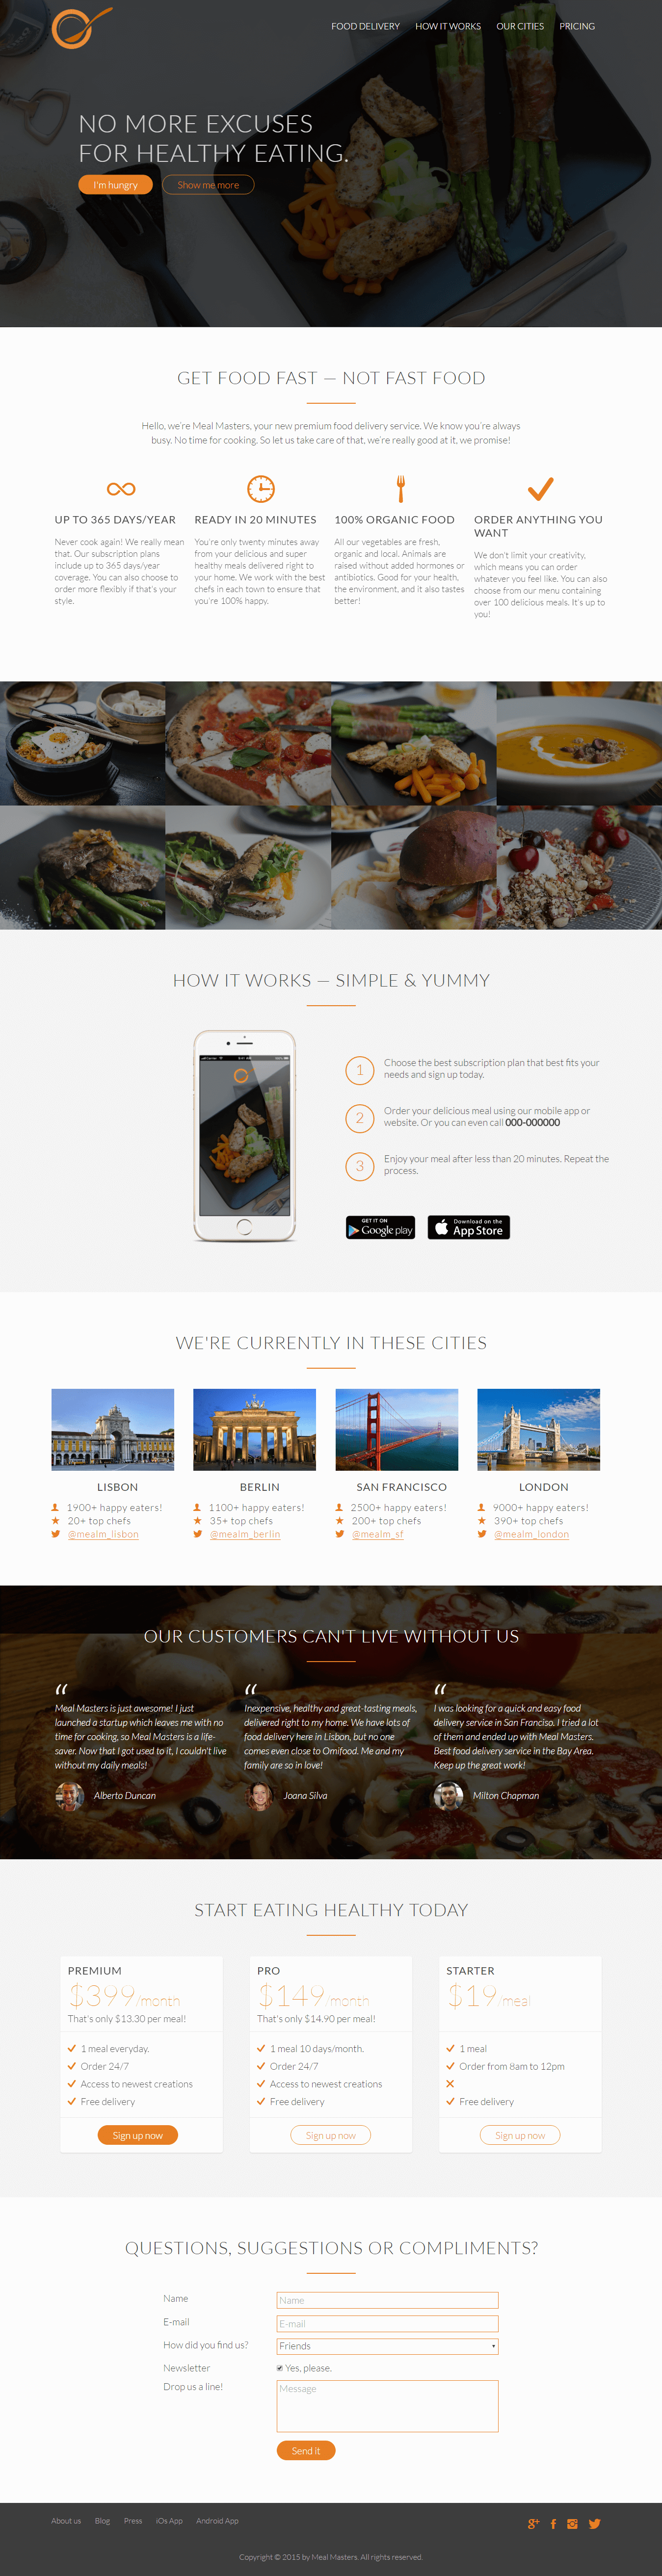 FOOD DELIVERY HOW IT WORKS OUR CITIES PRICING
NO MORE EXCUSES
FOR HEALTHY EATING.
I'm hungry Show me more
GET FOOD FAST — NOT FAST FOOD
Hello, we're Meal Masters, your new premium food delivery service. We know you're always
busy. No time for cooking. So let us take care of that, we're really good at it, we promise!
UP TO 365 DAYS/YEAR
Never cook again! We really mean
that. Our subscription plans
include up to 365 days/year
coverage. You can also choose to
order more flexibly if that's your
style.
READY IN 20 MINUTES
You're only twenty minutes away
from your delicious and super
healthy meals delivered right to
your home. We work with the best
chefs in each town to ensure that
you're 100% happy.
100% ORGANIC FOOD
All our vegetables are fresh,
organic and local. Animals are
raised without added hormones or
antibiotics. Good for your health,
the environment, and it also tastes
better!
ORDER ANYTHING YOU
WANT
We don't limit your creativity,
which means you can order
whatever you feel like. You can also
choose from our menu containing
over 100 delicious meals. It's up to
you!
HOW IT WORKS — SIMPLE & YUMMY
1 Choose the best subscription plan that best fits your
needs and sign up today.
2 Order your delicious meal using our mobile app or
website. Or you can even call 000-000000
3 Enjoy your meal after less than 20 minutes. Repeat the
process.
GET IT ON
Google play
Download on the
App Store
WE'RE CURRENTLY IN THESE CITIES
LISBON
1900+ happy eaters!
20+ top chefs
@mealm_lisbon
BERLIN
1100+ happy eaters!
35+ top chefs
@mealm_berlin
SAN FRANCISCO
2500+ happy eaters!
200+ top chefs
@mealm_sf
LONDON
9000+ happy eaters!
390+ top chefs
@mealm_london
OUR CUSTOMERS CAN'T LIVE WITHOUT US
“
Meal Masters is just awesome! I just
launched a startup which leaves me with no
time for cooking, so Meal Masters is a life-
saver. Now that I got used to it, I couldn't live
without my daily meals!
Alberto Duncan
“
Inexpensive, healthy and great-tasting meals,
delivered right to my home. We have lots of
food delivery here in Lisbon, but no one
comes even close to Omifood. Me and my
family are so in love!
Joana Silva
“
I was looking for a quick and easy food
delivery service in San Franciso. I tried a lot
of them and ended up with Meal Masters.
Best food delivery service in the Bay Area.
Keep up the great work!
Milton Chapman
START EATING HEALTHY TODAY
PREMIUM
$399/month
That's only $13.30 per meal!
1 meal everyday.
Order 24/7
Access to newest creations
Free delivery
Sign up now
PRO
$149/month
That's only $14.90 per meal!
1 meal 10 days/month.
Order 24/7
Access to newest creations
Free delivery
Sign up now
STARTER
$19/meal
1 meal
Order from 8am to 12pm
Free delivery
Sign up now
QUESTIONS, SUGGESTIONS OR COMPLIMENTS?
Name Name
E-mail E-mail
How did you find us? Friends
Newsletter Yes, please.
Drop us a line! Message
Send it
About us Blog Press iOs App Android App
Copyright © 2015 by Meal Masters. All rights reserved.